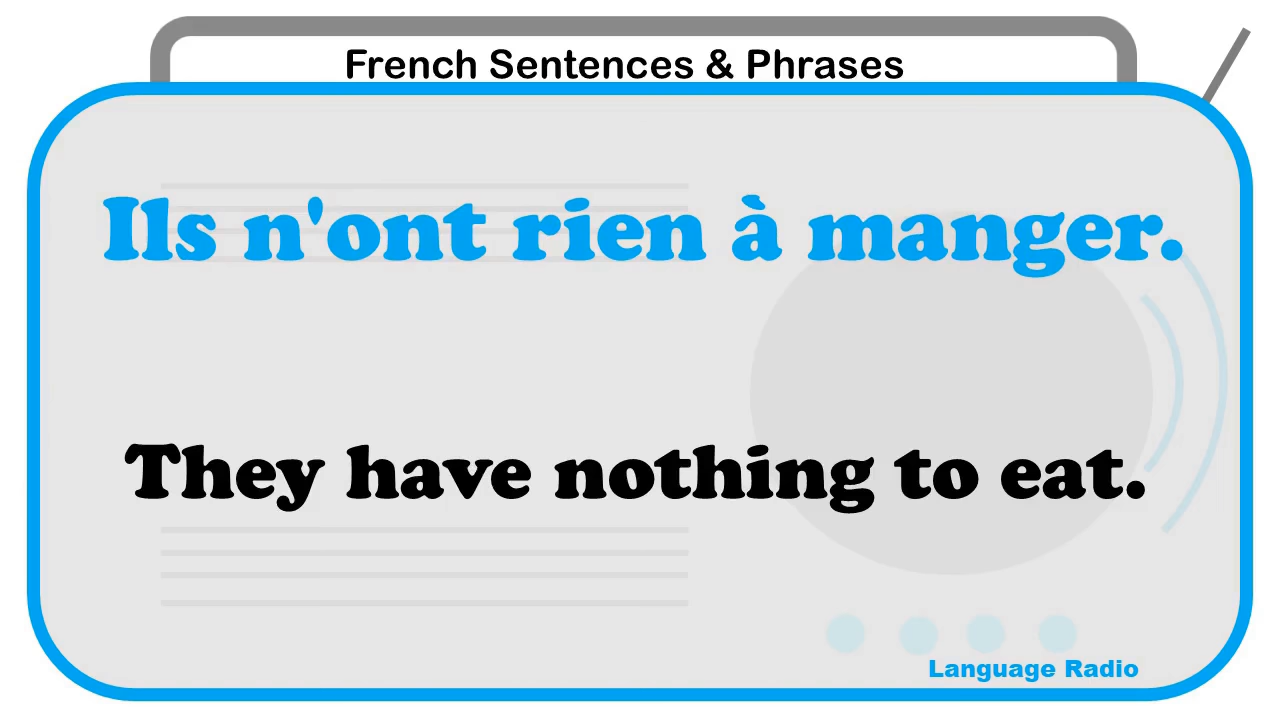 French Sentences & Phrases
Ils n'ont rien à manger.
They have nothing to eat.
Language Radio